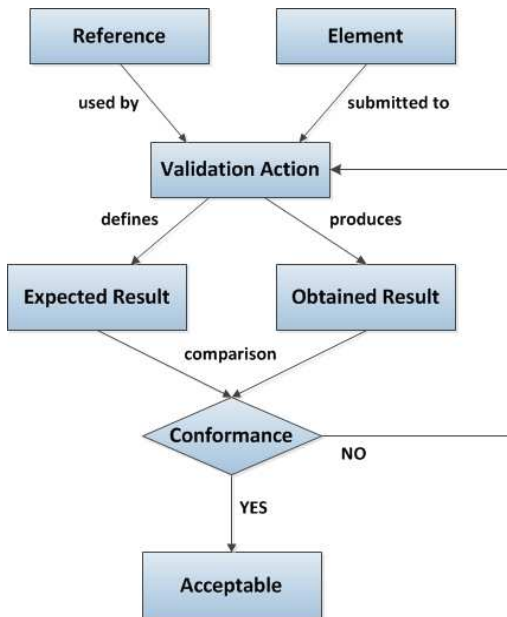 Reference
Element
used by
submitted to
Validation Action
defines
produces
Expected Result
Obtained Result
comparison
Conformance
NO
YES
Acceptable